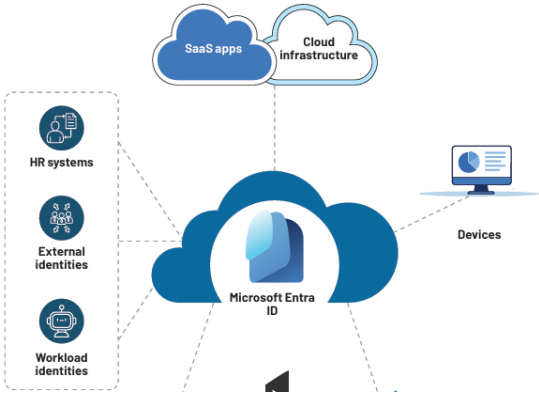 SaaS apps
Cloud
infrastructure
HR systems
External
identities
Workload
identities
Microsoft Entra
ID
Devices